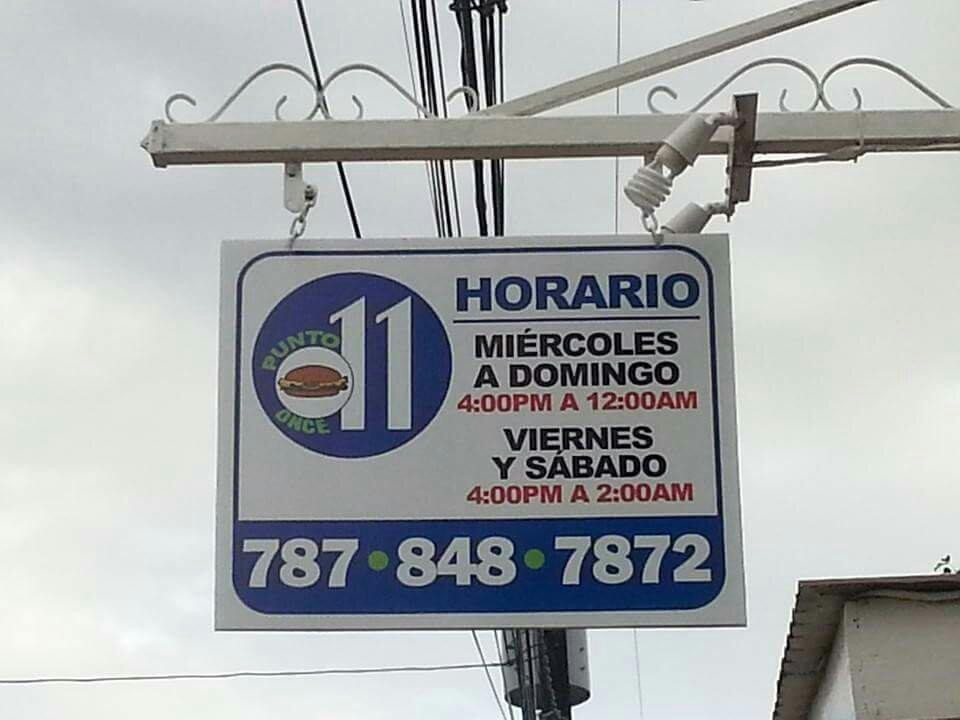 PUNTO
11
ONCE
HORARIO
MIÉRCOLES
A DOMINGO
4:00PM A 12:00AM
VIERNES
Y SÁBADO
4:00PM A 2:00AM
787•848•7872